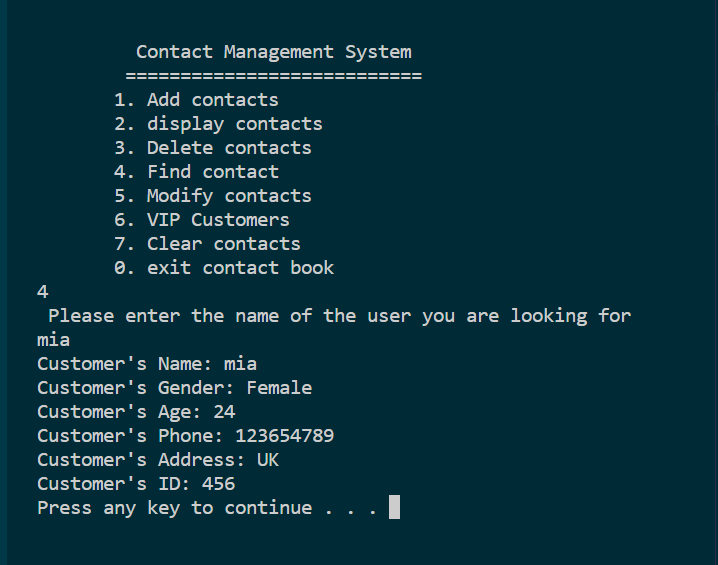 Contact Management System
===========================
1. Add contacts
2. display contacts
3. Delete contacts
4. Find contact
5. Modify contacts
6. VIP Customers
7. Clear contacts
0. exit contact book
4
Please enter the name of the user you are looking for
mia
Customer's Name: mia
Customer's Gender: Female
Customer's Age: 24
Customer's Phone: 123654789
Customer's Address: UK
Customer's ID: 456
Press any key to continue . . .